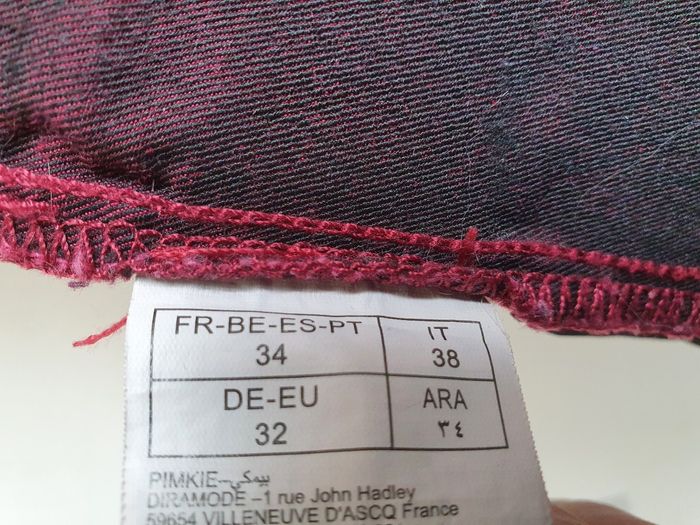 FR-BE-ES-PT IT
34 38
DE-EU ARA
32 ٣٤
PIMKIE-بيمكي
DIRAMODE -1 rue John Hadley
59654 VILLENEUVE D'ASCQ France